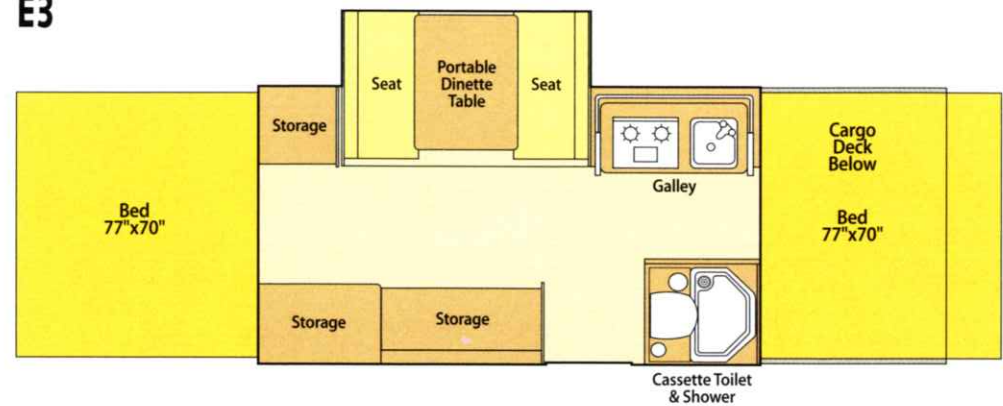 E3
Seat
Portable
Dinette
Table
Seat
Storage
Cargo
Deck
Below
Galley
Bed
77"x70"
Bed
77"x70"
Storage
Storage
Cassette Toilet
& Shower